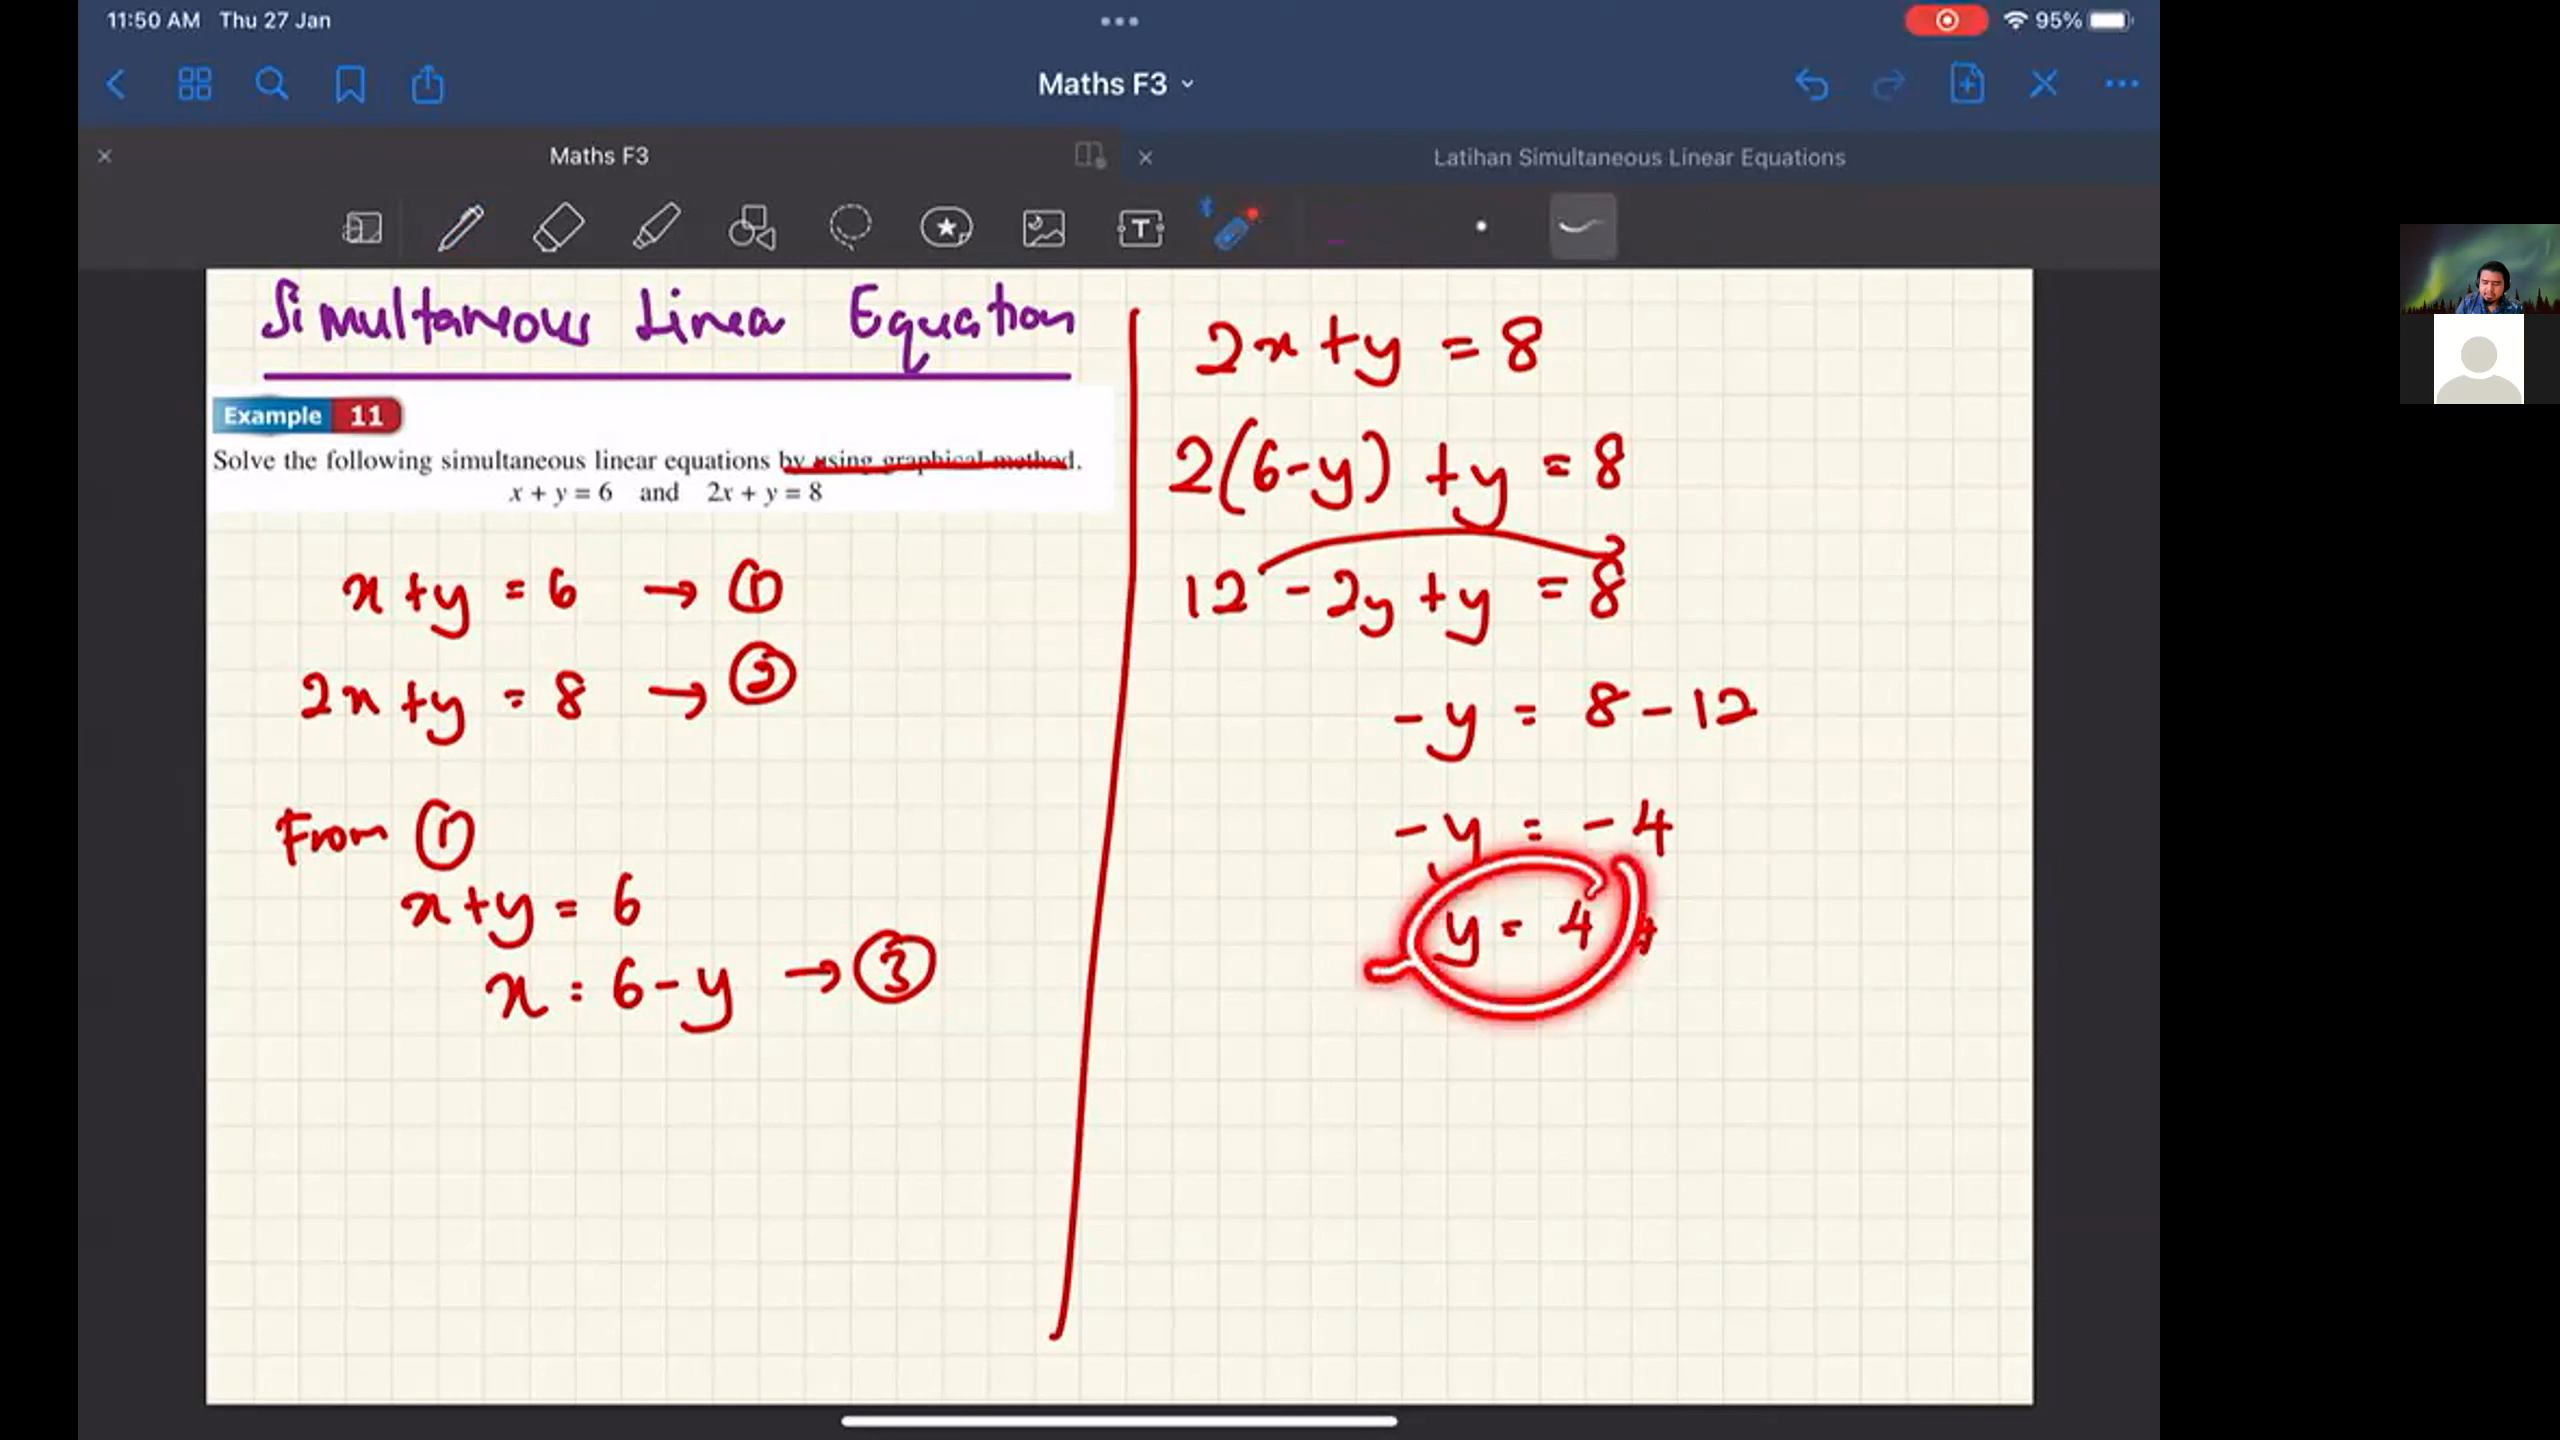 11:50 AM Thu 27 Jan
95%
Maths F3
Maths F3
Latihan Simultaneous Linear Equations
Simultaneous Linear Equation
Example 11
Solve the following simultaneous linear equations by using graphical method.
x + y = 6 and 2x + y = 8
x + y = 6 → ①
2x + y = 8 → ②
From ①
x + y = 6
x = 6 - y → ③
2x + y = 8
2(6 - y) + y = 8
12 - 2y + y = 8
-y = 8 - 12
-y = -4
y = 4